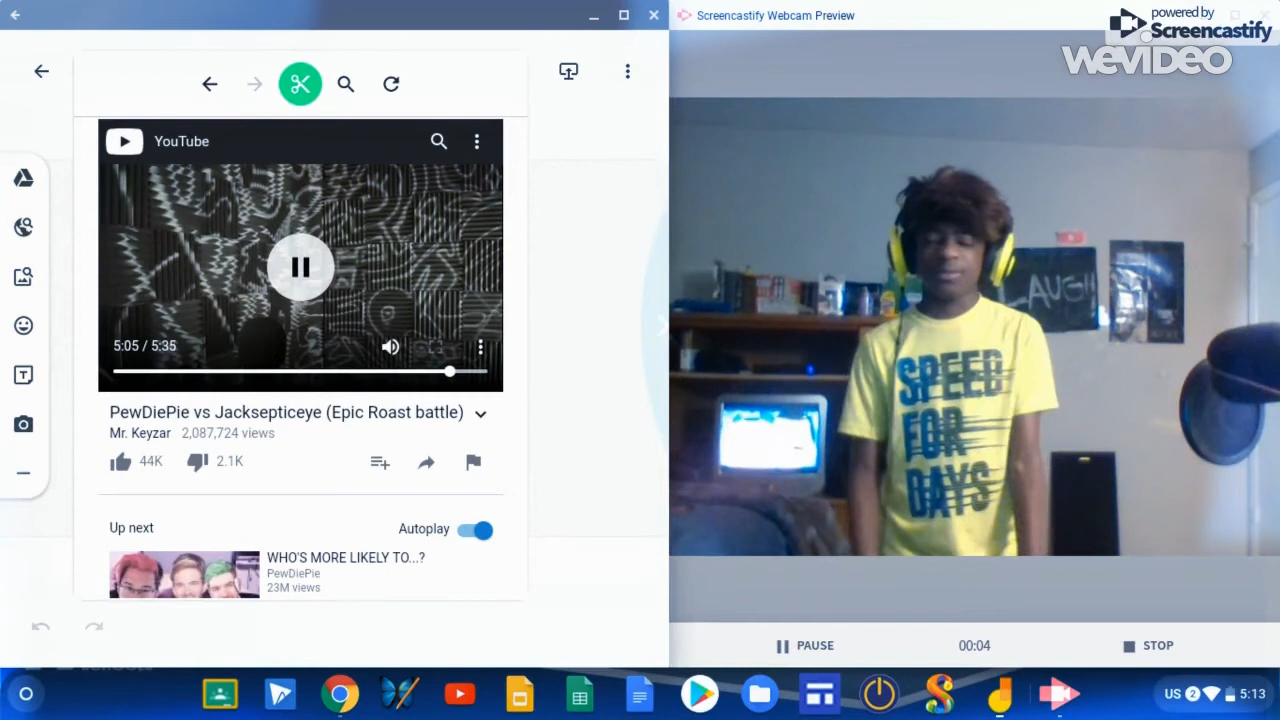 Screencastify Webcam Preview
powered by
Screencastify
WEVIDEO
YouTube
5:05 / 5:35
PewDiePie vs Jacksepticeye (Epic Roast battle)
Mr. Keyzar 2,087,724 views
44K 2.1K
Up next Autoplay
WHO'S MORE LIKELY TO...?
PewDiePie
23M views
LAUGH
SPEED
FOR
DAYS
PAUSE 00:04 STOP
US 2 5:13